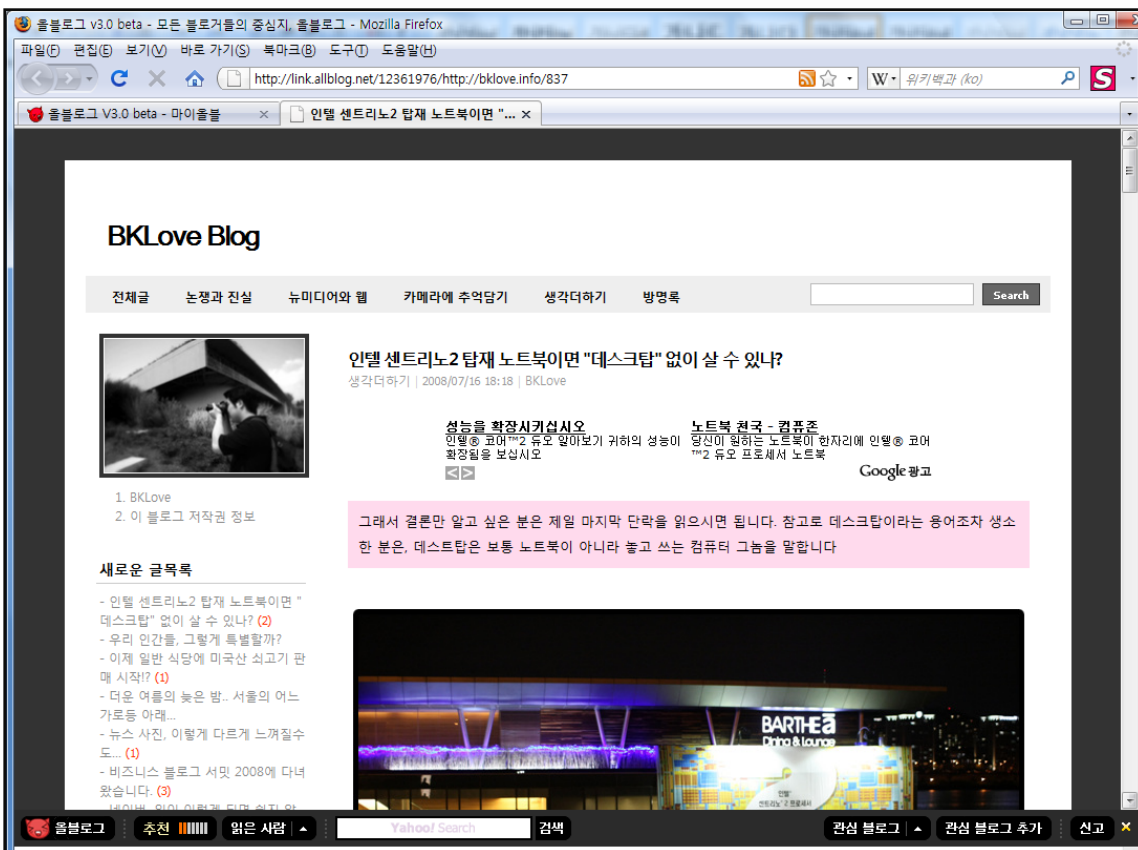 올블로그 v3.0 beta - 모든 블로거들의 중심지, 올블로그 - Mozilla Firefox
파일(F) 편집(E) 보기(V) 바로 가기(S) 북마크(B) 도구(T) 도움말(H)
http://link.allblog.net/12361976/http://bklove.info/837
W 위키백과 (ko)
S
올블로그 V3.0 beta - 마이올블
인텔 센트리노2 탑재 노트북이면 "...
BKLove Blog
전체글 논쟁과 진실 뉴미디어와 웹 카메라에 추억담기 생각더하기 방명록 Search
인텔 센트리노2 탑재 노트북이면 "데스크탑" 없이 살 수 있나?
생각더하기 | 2008/07/16 18:18 | BKLove
성능을 확장시키십시오
인텔® 코어™2 듀오 알아보기 귀하의 성능이
확장됨을 보십시오
노트북 천국 - 컴퓨존
당신이 원하는 노트북이 한자리에 인텔® 코어
™2 듀오 프로세서 노트북
Google 광고
1. BKLove
2. 이 블로그 저작권 정보
그래서 결론만 알고 싶은 분은 제일 마지막 단락을 읽으시면 됩니다. 참고로 데스크탑이라는 용어조차 생소
한 분은, 데스트탑은 보통 노트북이 아니라 놓고 쓰는 컴퓨터 그놈을 말합니다
새로운 글목록
- 인텔 센트리노2 탑재 노트북이면 "
데스크탑" 없이 살 수 있나? (2)
- 우리 인간들, 그렇게 특별할까?
- 이제 일반 식당에 미국산 쇠고기 판
매 시작!? (1)
- 더운 여름의 늦은 밤.. 서울의 어느
가로등 아래...
- 뉴스 사진, 이렇게 다르게 느껴질수
도... (1)
- 비즈니스 블로그 서밋 2008에 다녀
왔습니다. (3)
BARTHEa
Dining & Lounge
인텔®
센트리노® 2 프로세서
올블로그 추천 읽은 사람 Yahoo! Search 검색 관심 블로그 관심 블로그 추가 신고